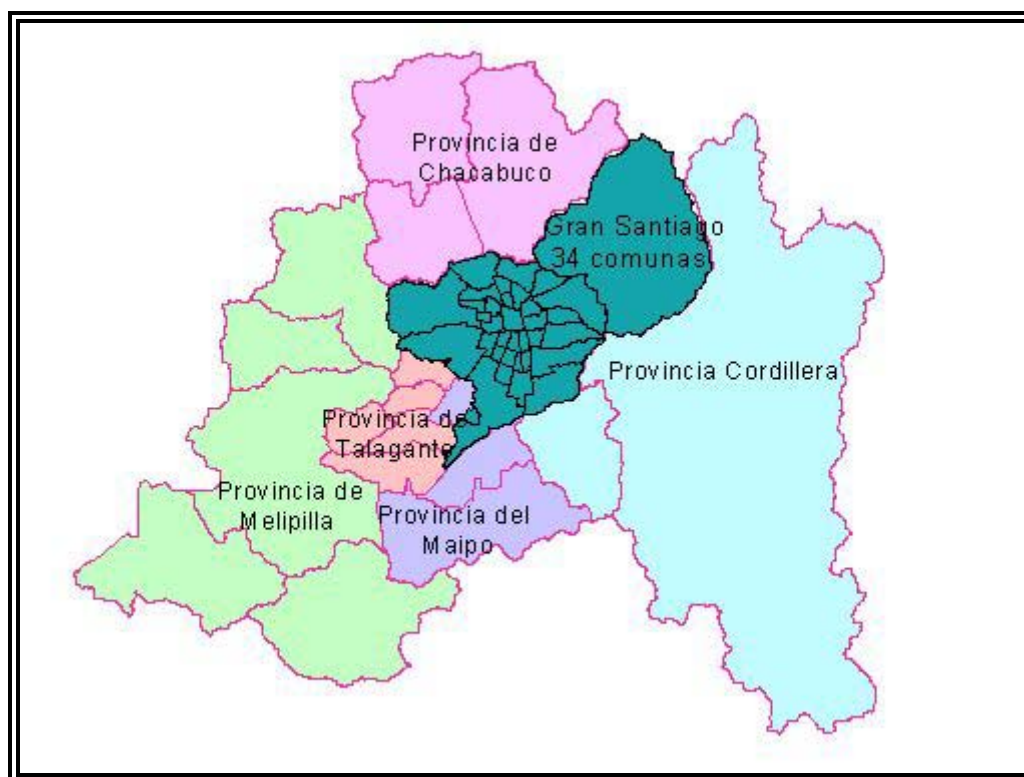 Provincia de
Chacabuco
Gran Santiago
34 comunas
Provincia Cordillera
Provincia de
Talagante
Provincia de
Melipilla
Provincia del
Maipo